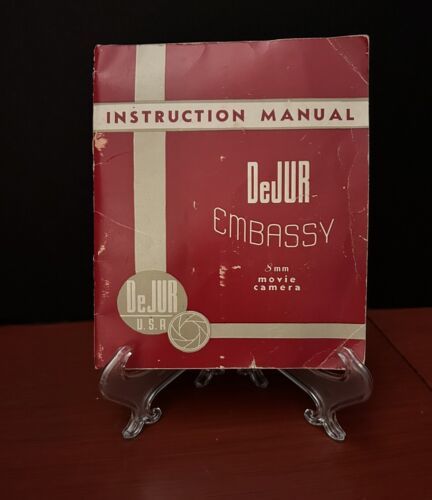 INSTRUCTION MANUAL
DeJUR
EMBASSY
8mm
movie
camera
DeJUR
U.S.A